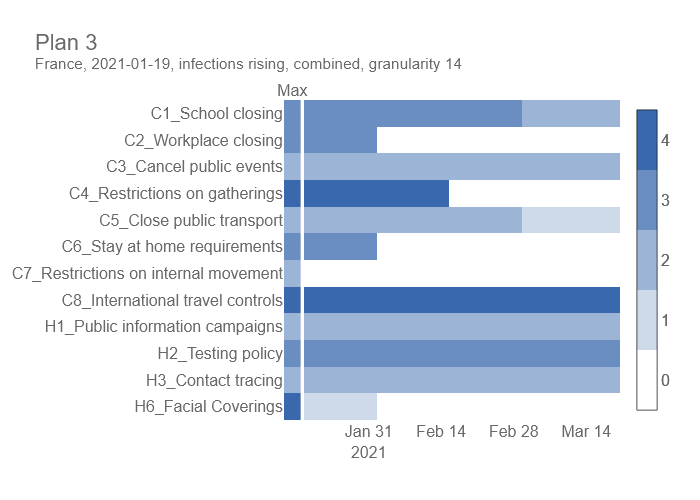 Plan 3
France, 2021-01-19, infections rising, combined, granularity 14
Max
C1_School closing
C2_Workplace closing
C3_Cancel public events
C4_Restrictions on gatherings
C5_Close public transport
C6_Stay at home requirements
C7_Restrictions on internal movement
C8_International travel controls
H1_Public information campaigns
H2_Testing policy
H3_Contact tracing
H6_Facial Coverings
Jan 31 Feb 14 Feb 28 Mar 14
2021
4
3
2
1
0